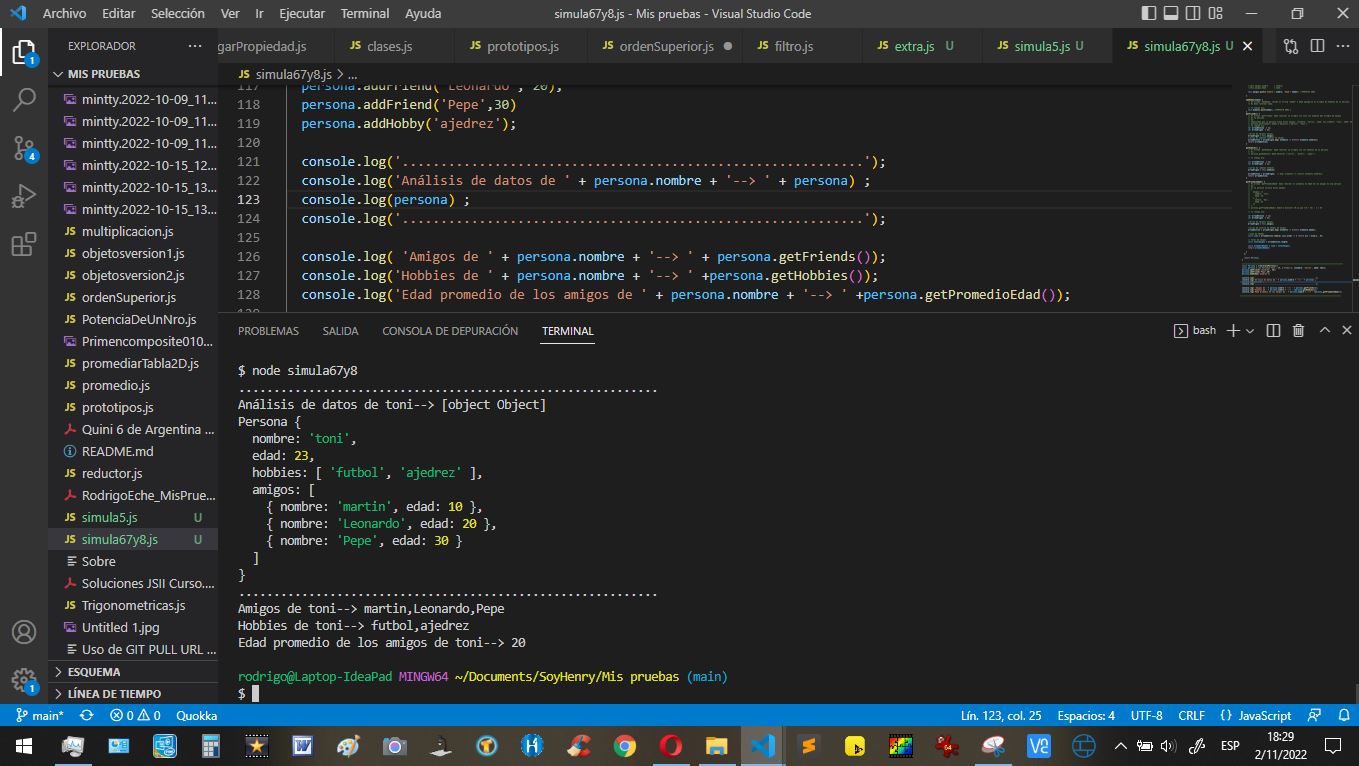 Archivo Editar Selección Ver Ir Ejecutar Terminal Ayuda
simula67y8.js - Mis pruebas - Visual Studio Code
EXPLORADOR
garPropiedad.js
JS clases.js
JS prototipos.js
JS ordenSuperior.js
JS filtro.js
JS extra.js U
JS simula5.js U
JS simula67y8.js U
MIS PRUEBAS
mintty.2022-10-09_11...
mintty.2022-10-09_11...
mintty.2022-10-09_11...
mintty.2022-10-15_12...
mintty.2022-10-15_13...
mintty.2022-10-15_13...
JS multiplicacion.js
JS objetosversion1.js
JS objetosversion2.js
JS ordenSuperior.js
JS PotenciaDeUnNro.js
Primencomposite010...
JS promediarTabla2D.js
JS promedio.js
JS prototipos.js
Quini 6 de Argentina ...
README.md
JS reductor.js
RodrigoEche_MisPrue...
JS simula5.js U
JS simula67y8.js U
Sobre
Soluciones JSII Curso....
JS Trigonometricas.js
Untitled 1.jpg
Uso de GIT PULL URL ...
ESQUEMA
LÍNEA DE TIEMPO
JS simula67y8.js > ...
117 persona.addFriend('Leonardo', 20);
118 persona.addFriend('Pepe',30)
119 persona.addHobby('ajedrez');
120
121 console.log('............................................................');
122 console.log('Análisis de datos de ' + persona.nombre + '--> ' + persona) ;
123 console.log(persona) ;
124 console.log('............................................................');
125
126 console.log( 'Amigos de ' + persona.nombre + '--> ' + persona.getFriends());
127 console.log('Hobbies de ' + persona.nombre + '--> ' +persona.getHobbies());
128 console.log('Edad promedio de los amigos de ' + persona.nombre + '--> ' +persona.getPromedioEdad());
PROBLEMAS SALIDA CONSOLA DE DEPURACIÓN TERMINAL
bash
$ node simula67y8
............................................................
Análisis de datos de toni--> [object Object]
Persona {
nombre: 'toni',
edad: 23,
hobbies: [ 'futbol', 'ajedrez' ],
amigos: [
{ nombre: 'martin', edad: 10 },
{ nombre: 'Leonardo', edad: 20 },
{ nombre: 'Pepe', edad: 30 }
]
}
............................................................
Amigos de toni--> martin,Leonardo,Pepe
Hobbies de toni--> futbol,ajedrez
Edad promedio de los amigos de toni--> 20
rodrigo@Laptop-IdeaPad MINGW64 ~/Documents/SoyHenry/Mis pruebas (main)
$
main* 0 0 Quokka
Lín. 123, col. 25 Espacios: 4 UTF-8 CRLF {} JavaScript
ESP
18:29
2/11/2022